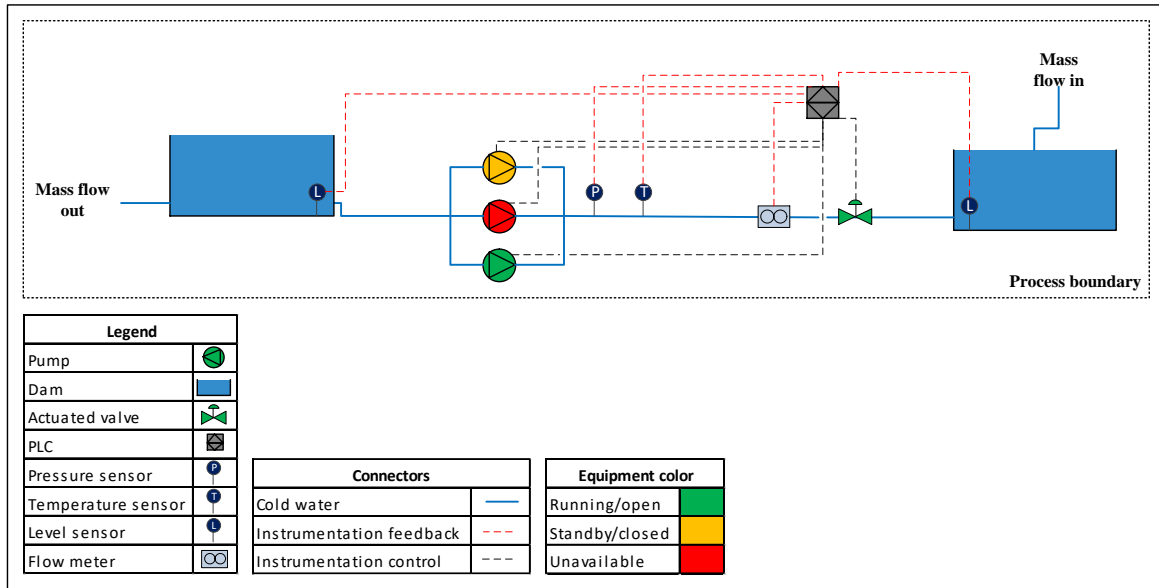 Mass
flow in
Mass flow
out
L
P
T
L
Process boundary
Legend
Pump
Dam
Actuated valve
PLC
Pressure sensor
P
Temperature sensor
T
Level sensor
L
Flow meter
Connectors
Cold water
Instrumentation feedback
Instrumentation control
Equipment color
Running/open
Standby/closed
Unavailable